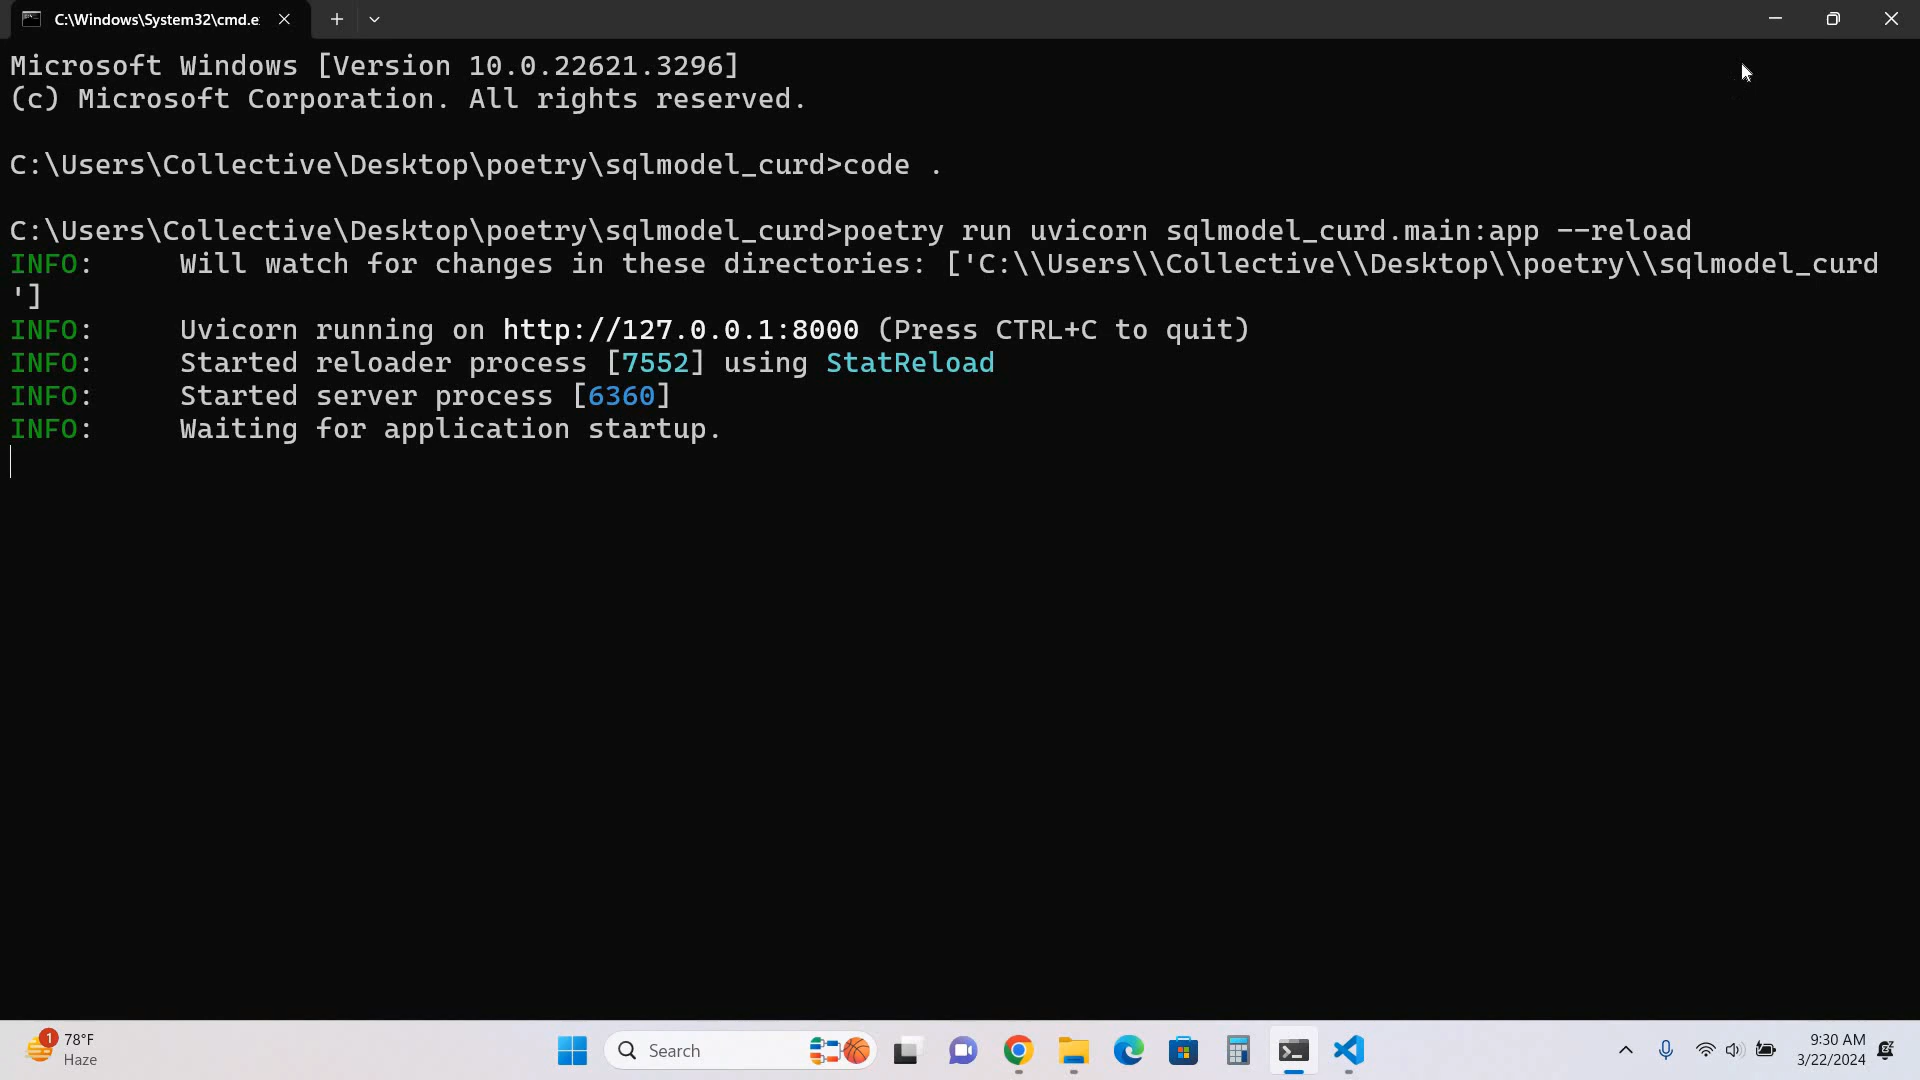 C:\Windows\System32\cmd.e
Microsoft Windows [Version 10.0.22621.3296]
(c) Microsoft Corporation. All rights reserved.
C:\Users\Collective\Desktop\poetry\sqlmodel_curd>code .
C:\Users\Collective\Desktop\poetry\sqlmodel_curd>poetry run uvicorn sqlmodel_curd.main:app --reload
INFO:     Will watch for changes in these directories: ['C:\\Users\\Collective\\Desktop\\poetry\\sqlmodel_curd
']
INFO:     Uvicorn running on http://127.0.0.1:8000 (Press CTRL+C to quit)
INFO:     Started reloader process [7552] using StatReload
INFO:     Started server process [6360]
INFO:     Waiting for application startup.
1
78°F
Haze
Search
9:30 AM
3/22/2024